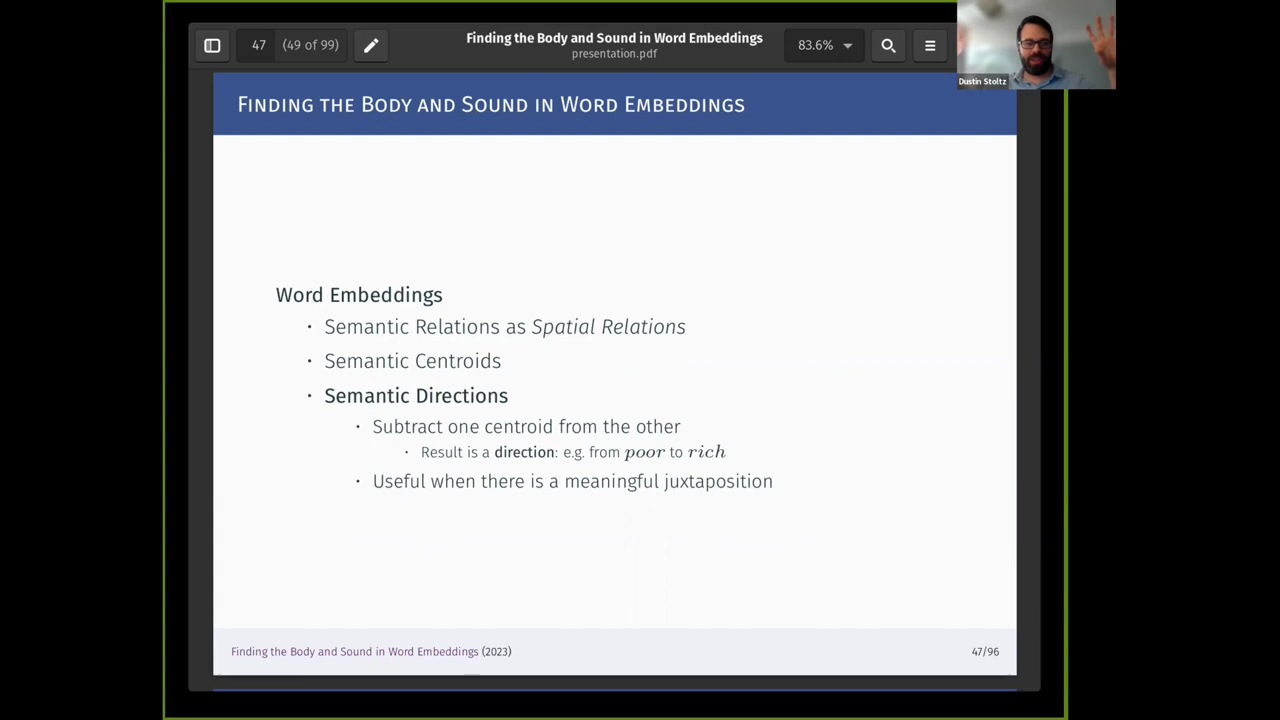 47 (49 of 99)
Finding the Body and Sound in Word Embeddings
presentation.pdf
83.6%
Dustin Stoltz
Finding the Body and Sound in Word Embeddings
Word Embeddings
· Semantic Relations as Spatial Relations
· Semantic Centroids
· Semantic Directions
· Subtract one centroid from the other
· Result is a direction: e.g. from poor to rich
· Useful when there is a meaningful juxtaposition
Finding the Body and Sound in Word Embeddings (2023)
47/96